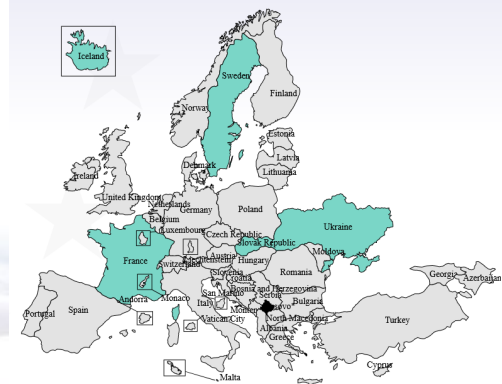 Iceland
Sweden
Finland
Norway
Estonia
Latvia
Lithuania
Denmark
Ireland
United Kingdom
Netherlands
Belgium
Luxembourg
Germany
Poland
Czech Republic
Slovak Republic
Ukraine
Moldova
France
Switzerland
Austria
Hungary
Slovenia
Croatia
Romania
Andorra
Monaco
San Marino
Italy
Bosnia and Herzegovina
Serbia
Bulgaria
North Macedonia
Albania
Greece
Vatican City
Portugal
Spain
Turkey
Georgia
Azerbaijan
Cyprus
Malta